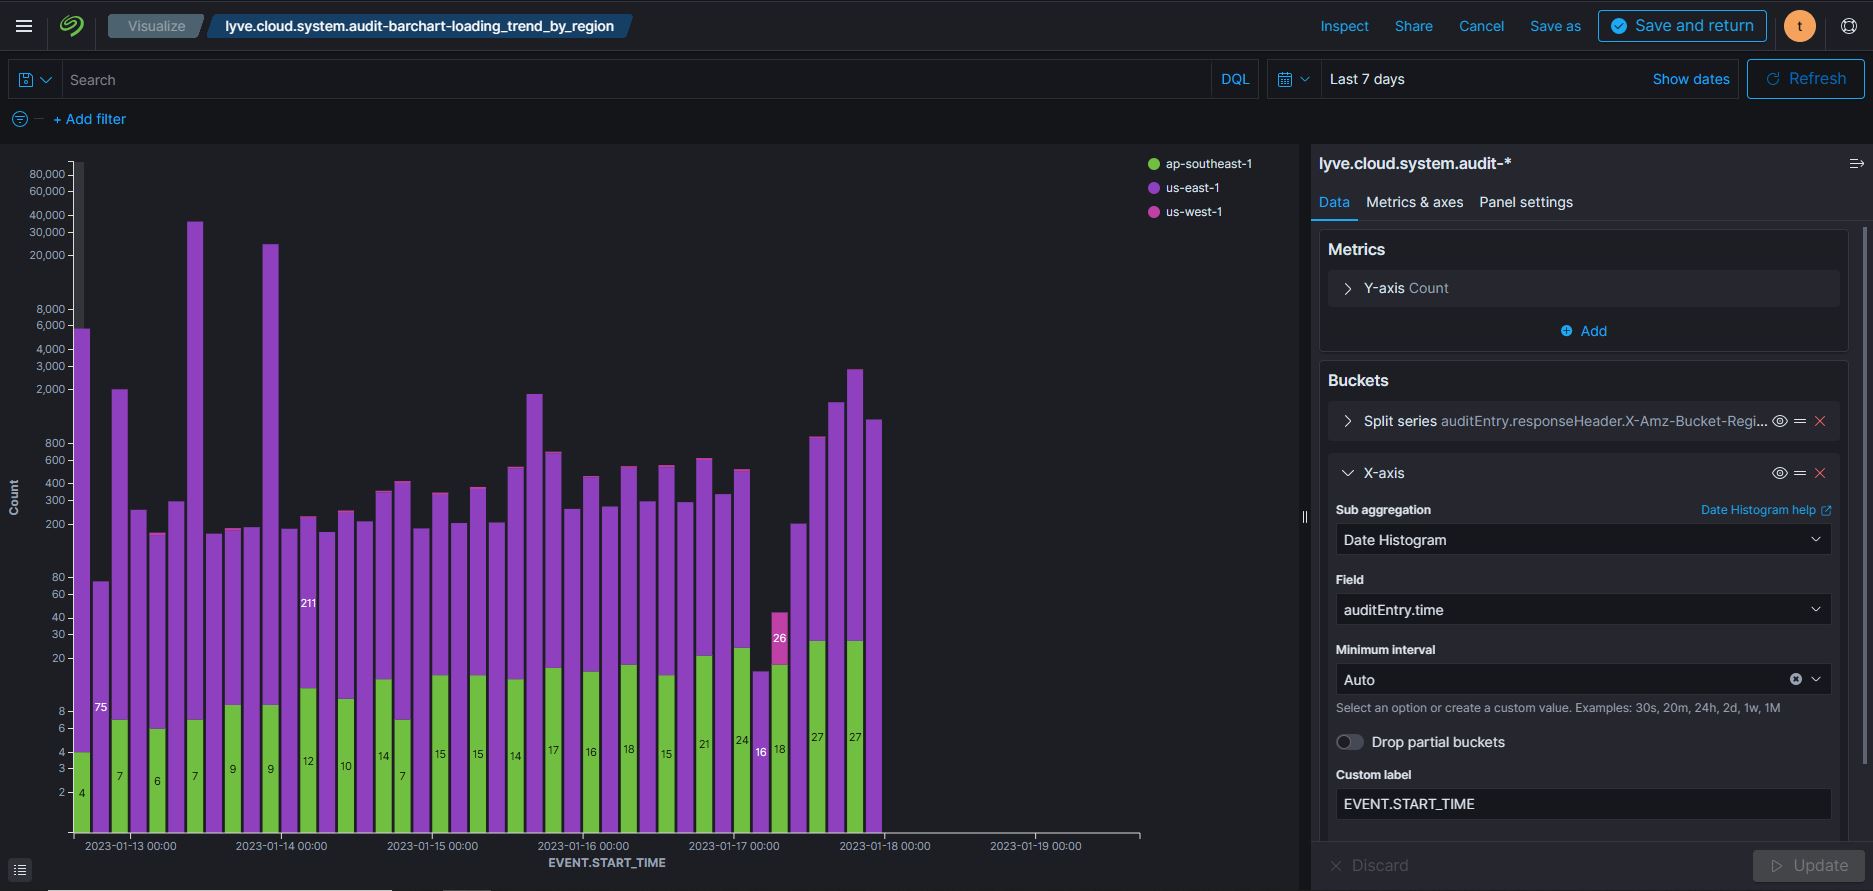 Visualize
lyve.cloud.system.audit-barchart-loading_trend_by_region
Inspect
Share
Cancel
Save as
Save and return
t
Search
DQL
Last 7 days
Show dates
Refresh
+ Add filter
80,000
60,000
40,000
30,000
20,000
8,000
6,000
4,000
3,000
2,000
800
600
400
300
200
80
60
40
30
20
8
6
4
3
2
Count
4
75
7
6
7
9
9
211
12
10
14
7
15
15
14
17
16
18
15
21
24
16
26
18
27
27
2023-01-13 00:00
2023-01-14 00:00
2023-01-15 00:00
2023-01-16 00:00
2023-01-17 00:00
2023-01-18 00:00
2023-01-19 00:00
EVENT.START_TIME
ap-southeast-1
us-east-1
us-west-1
lyve.cloud.system.audit-*
Data
Metrics & axes
Panel settings
Metrics
Y-axis Count
Add
Buckets
Split series auditEntry.responseHeader.X-Amz-Bucket-Regi...
X-axis
Sub aggregation
Date Histogram help
Date Histogram
Field
auditEntry.time
Minimum interval
Auto
Select an option or create a custom value. Examples: 30s, 20m, 24h, 2d, 1w, 1M
Drop partial buckets
Custom label
EVENT.START_TIME
Discard
Update